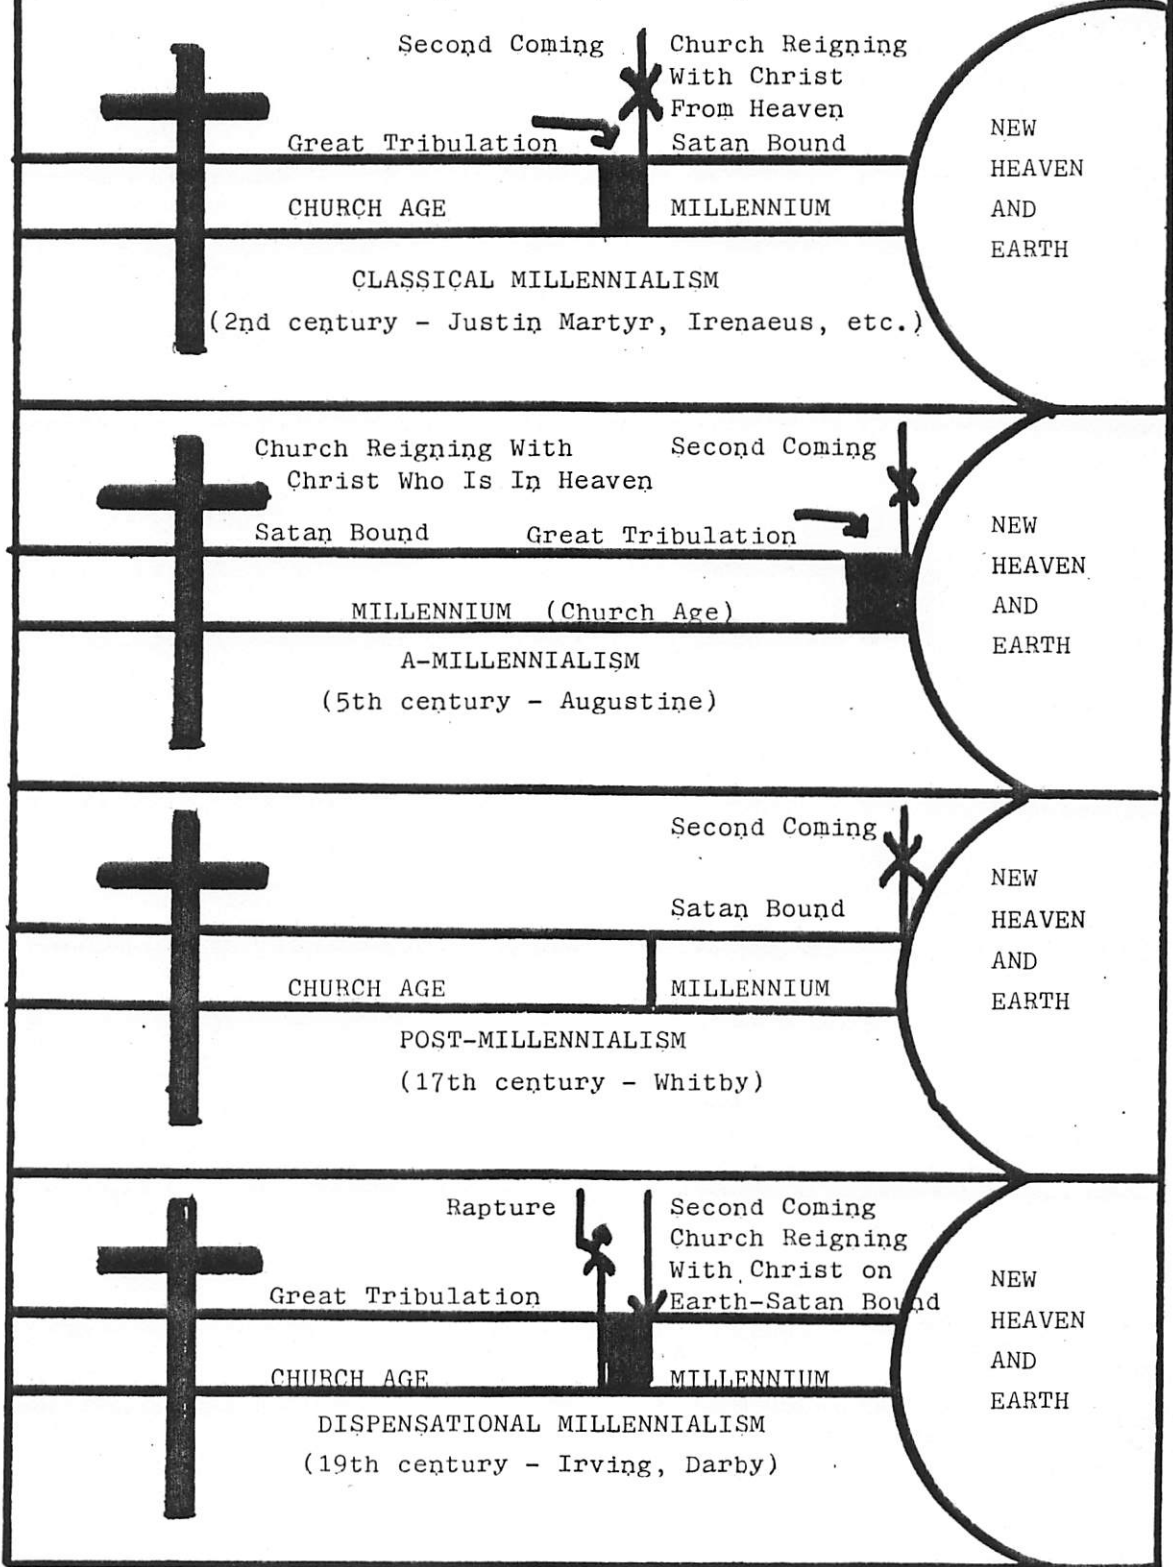 Second Coming
Church Reigning
With Christ
From Heaven
Great Tribulation
Satan Bound
CHURCH AGE
MILLENNIUM
NEW
HEAVEN
AND
EARTH
CLASSICAL MILLENNIALISM
(2nd century - Justin Martyr, Irenaeus, etc.)
Church Reigning With
Christ Who Is In Heaven
Second Coming
Satan Bound
Great Tribulation
MILLENNIUM (Church Age)
NEW
HEAVEN
AND
EARTH
A-MILLENNIALISM
(5th century - Augustine)
Second Coming
Satan Bound
CHURCH AGE
MILLENNIUM
NEW
HEAVEN
AND
EARTH
POST-MILLENNIALISM
(17th century - Whitby)
Rapture
Second Coming
Church Reigning
With Christ on
Earth-Satan Bound
Great Tribulation
CHURCH AGE
MILLENNIUM
NEW
HEAVEN
AND
EARTH
DISPENSATIONAL MILLENNIALISM
(19th century - Irving, Darby)